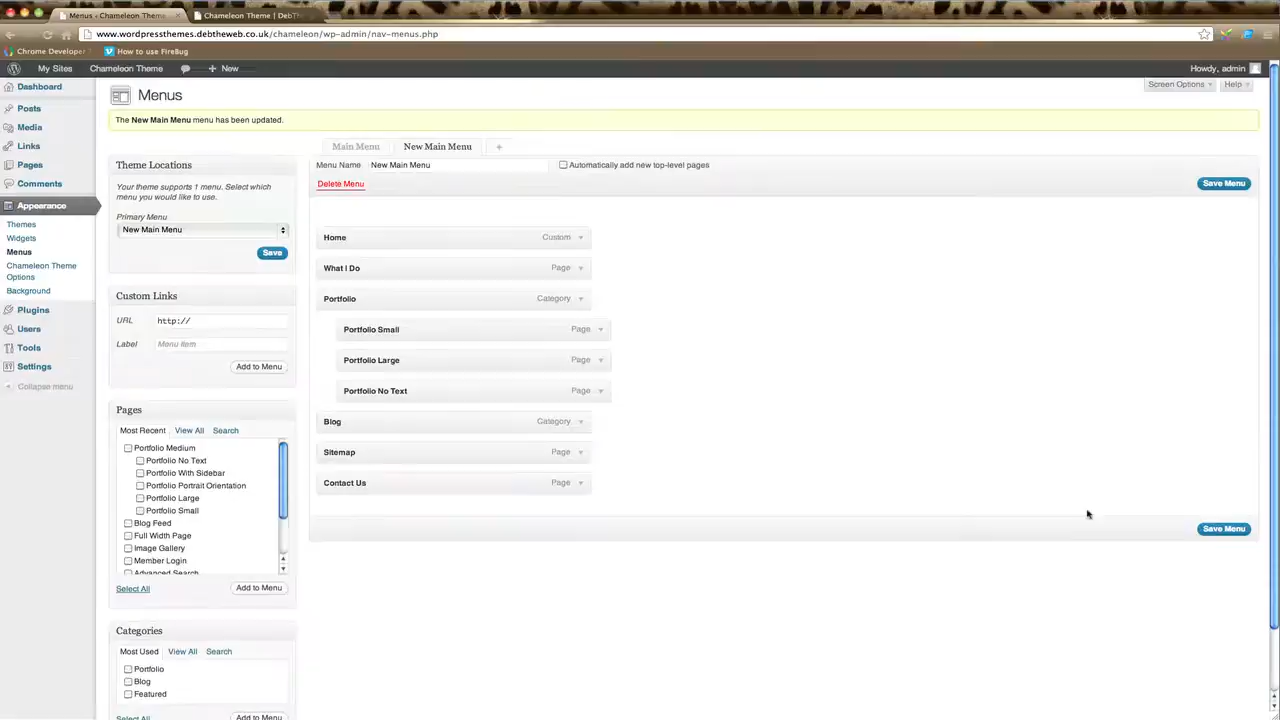 Menus ‹ Chameleon Theme
Chameleon Theme | DebThe
www.wordpressthemes.debtheweb.co.uk/chameleon/wp-admin/nav-menus.php
Chrome Developer
How to use FireBug
My Sites
Chameleon Theme
+ New
Howdy, admin
Dashboard
Posts
Media
Links
Pages
Comments
Appearance
Themes
Widgets
Menus
Chameleon Theme
Options
Background
Plugins
Users
Tools
Settings
Collapse menu
Menus
Screen Options
Help
The New Main Menu menu has been updated.
Theme Locations
Your theme supports 1 menu. Select which
menu you would like to use.
Primary Menu
New Main Menu
Save
Custom Links
URL
http://
Label
Menu Item
Add to Menu
Pages
Most Recent
View All
Search
Portfolio Medium
Portfolio No Text
Portfolio With Sidebar
Portfolio Portrait Orientation
Portfolio Large
Portfolio Small
Blog Feed
Full Width Page
Image Gallery
Member Login
Advanced Search
Select All
Add to Menu
Categories
Most Used
View All
Search
Portfolio
Blog
Featured
Select All
Add to Menu
Main Menu
New Main Menu
+
Menu Name
New Main Menu
Automatically add new top-level pages
Delete Menu
Save Menu
Home Custom
What I Do Page
Portfolio Category
Portfolio Small Page
Portfolio Large Page
Portfolio No Text Page
Blog Category
Sitemap Page
Contact Us Page
Save Menu